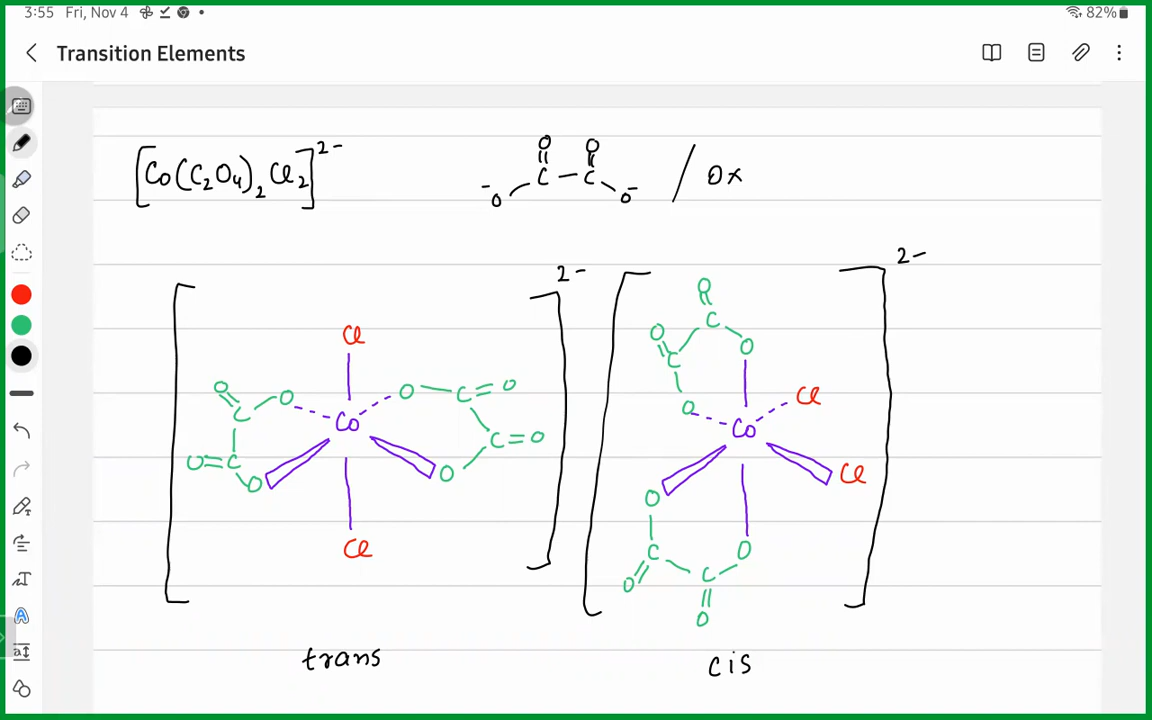 3:55 Fri, Nov 4
82%
Transition Elements
[Co(C₂O₄)₂Cl₂]²⁻
O O
|| ||
⁻O C — C O⁻ / ox
2- 2-
O
C
O O
Cl C
O O C = O O Cl
O C
Co Co
C = O
O = C O O Cl
O
O
Cl C C O
O O
trans cis